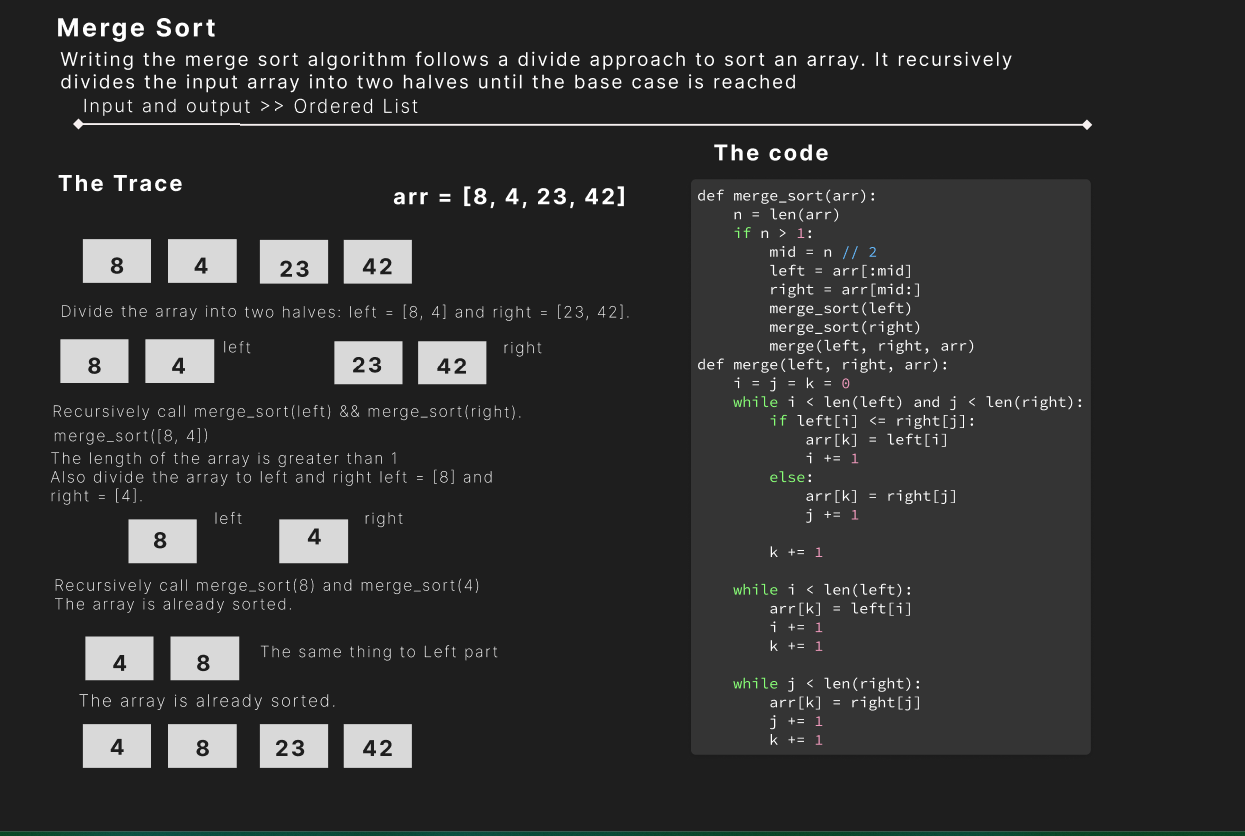 Merge Sort
Writing the merge sort algorithm follows a divide approach to sort an array. It recursively
divides the input array into two halves until the base case is reached
Input and output >> Ordered List
The Trace
arr = [8, 4, 23, 42]
8 4 23 42
Divide the array into two halves: left = [8, 4] and right = [23, 42].
8 4 left 23 42 right
Recursively call merge_sort(left) && merge_sort(right).
merge_sort([8, 4])
The length of the array is greater than 1
Also divide the array to left and right left = [8] and
right = [4].
8 left 4 right
Recursively call merge_sort(8) and merge_sort(4)
The array is already sorted.
4 8 The same thing to Left part
The array is already sorted.
4 8 23 42
The code
def merge_sort(arr):
    n = len(arr)
    if n > 1:
        mid = n // 2
        left = arr[:mid]
        right = arr[mid:]
        merge_sort(left)
        merge_sort(right)
        merge(left, right, arr)
def merge(left, right, arr):
    i = j = k = 0
    while i < len(left) and j < len(right):
        if left[i] <= right[j]:
            arr[k] = left[i]
            i += 1
        else:
            arr[k] = right[j]
            j += 1
        k += 1
    while i < len(left):
        arr[k] = left[i]
        i += 1
        k += 1
    while j < len(right):
        arr[k] = right[j]
        j += 1
        k += 1